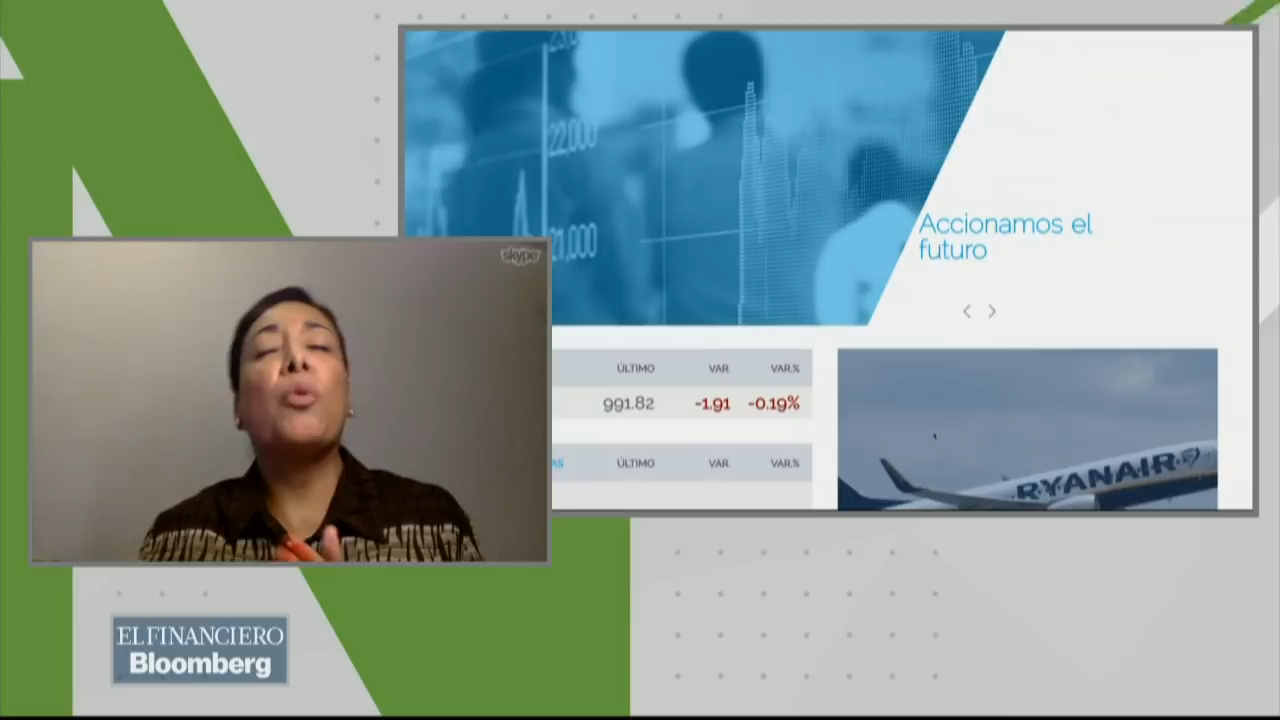 22,000
21,000
Accionamos el
futuro
skype
ÚLTIMO VAR. VAR.%
991.82 -1.91 -0.19%
ÚLTIMO VAR. VAR.%
RYANAIR
EL FINANCIERO
Bloomberg